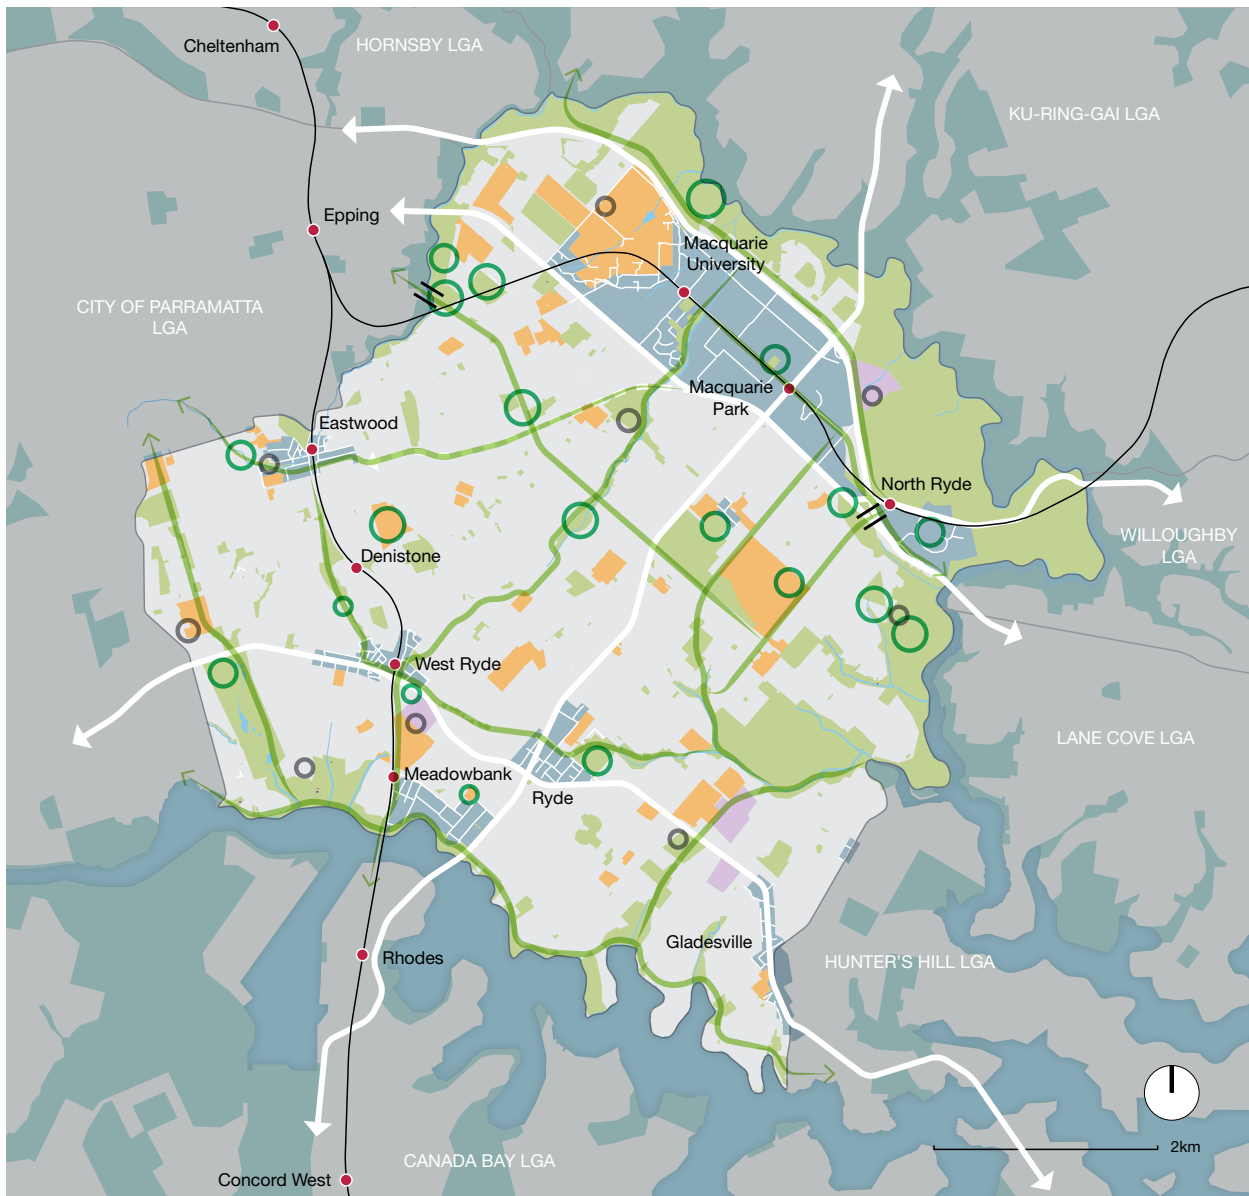 HORNSBY LGA
Cheltenham
KU-RING-GAI LGA
Epping
Macquarie
University
CITY OF PARRAMATTA
LGA
Macquarie
Park
Eastwood
North Ryde
WILLOUGHBY
LGA
Denistone
West Ryde
LANE COVE LGA
Meadowbank
Ryde
Gladesville
Rhodes
HUNTER'S HILL LGA
2km
CANADA BAY LGA
Concord West